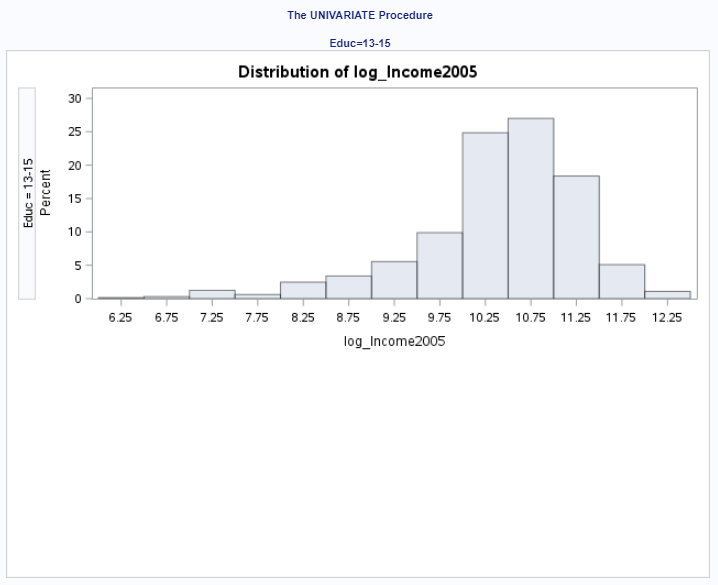 The UNIVARIATE Procedure
Educ=13-15
Distribution of log_Income2005
Educ = 13-15
Percent
30
25
20
15
10
5
0
6.25 6.75 7.25 7.75 8.25 8.75 9.25 9.75 10.25 10.75 11.25 11.75 12.25
log_Income2005